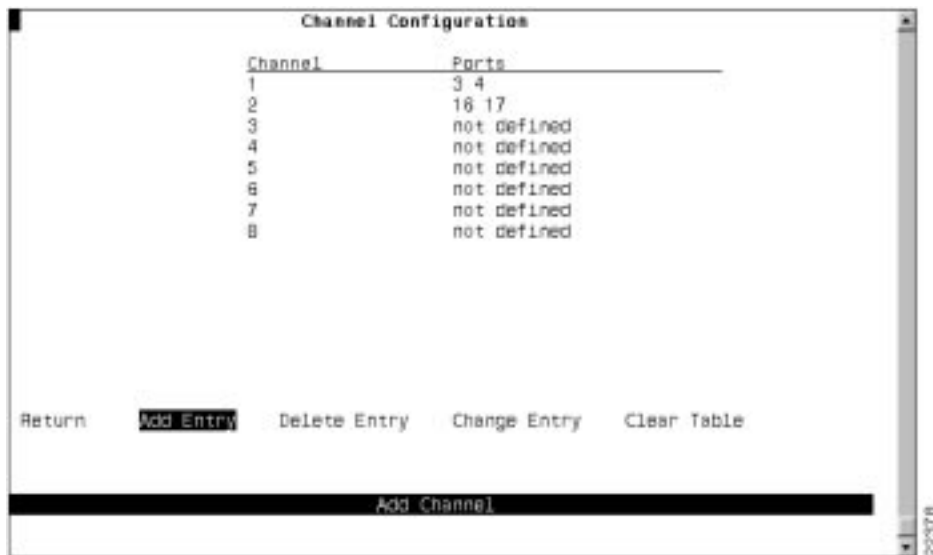 Channel Configuration
Channel Ports
1 3 4
2 16 17
3 not defined
4 not defined
5 not defined
6 not defined
7 not defined
8 not defined
Return Add Entry Delete Entry Change Entry Clear Table
Add Channel
22378